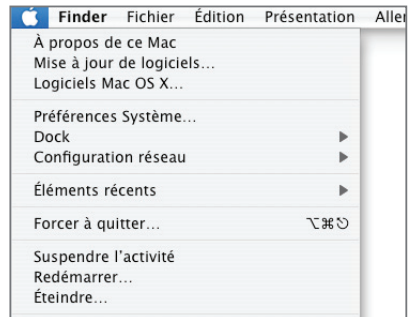 Finder Fichier Édition Présentation Aller
À propos de ce Mac
Mise à jour de logiciels...
Logiciels Mac OS X...
Préférences Système...
Dock
Configuration réseau
Éléments récents
Forcer à quitter... ⌥⌘⎋
Suspendre l'activité
Redémarrer...
Éteindre...